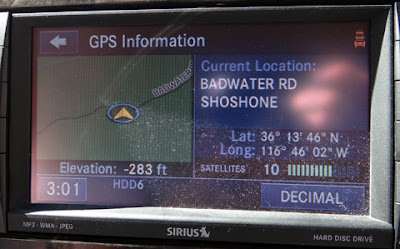 GPS Information
BADWATER
Current Location:
BADWATER RD
SHOSHONE
Lat: 36° 13' 46" N
Long: 116° 46' 02" W
Elevation: -283 ft
SATELLITES 10
3:01
HDD6
DECIMAL
MP3 - WMA - JPEG
SIRIUS
HARD DISC DRIVE